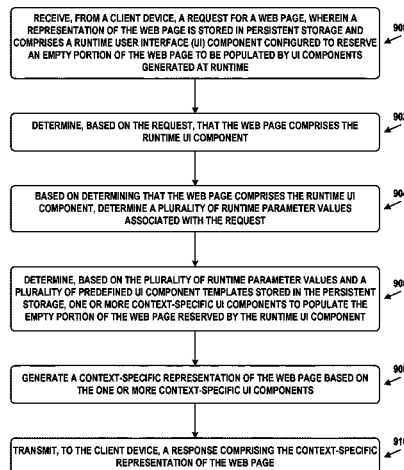 RECEIVE, FROM A CLIENT DEVICE, A REQUEST FOR A WEB PAGE, WHEREIN A
REPRESENTATION OF THE WEB PAGE IS STORED IN PERSISTENT STORAGE AND
COMPRISES A RUNTIME USER INTERFACE (UI) COMPONENT CONFIGURED TO RESERVE
AN EMPTY PORTION OF THE WEB PAGE TO BE POPULATED BY UI COMPONENTS
GENERATED AT RUNTIME
DETERMINE, BASED ON THE REQUEST, THAT THE WEB PAGE COMPRISES THE
RUNTIME UI COMPONENT
BASED ON DETERMINING THAT THE WEB PAGE COMPRISES THE RUNTIME UI
COMPONENT, DETERMINE A PLURALITY OF RUNTIME PARAMETER VALUES
ASSOCIATED WITH THE REQUEST
DETERMINE, BASED ON THE PLURALITY OF RUNTIME PARAMETER VALUES AND A
PLURALITY OF PREDEFINED UI COMPONENT TEMPLATES STORED IN THE PERSISTENT
STORAGE, ONE OR MORE CONTEXT-SPECIFIC UI COMPONENTS TO POPULATE THE
EMPTY PORTION OF THE WEB PAGE RESERVED BY THE RUNTIME UI COMPONENT
GENERATE A CONTEXT-SPECIFIC REPRESENTATION OF THE WEB PAGE BASED ON
THE ONE OR MORE CONTEXT-SPECIFIC UI COMPONENTS
TRANSMIT, TO THE CLIENT DEVICE, A RESPONSE COMPRISING THE CONTEXT-SPECIFIC
REPRESENTATION OF THE WEB PAGE